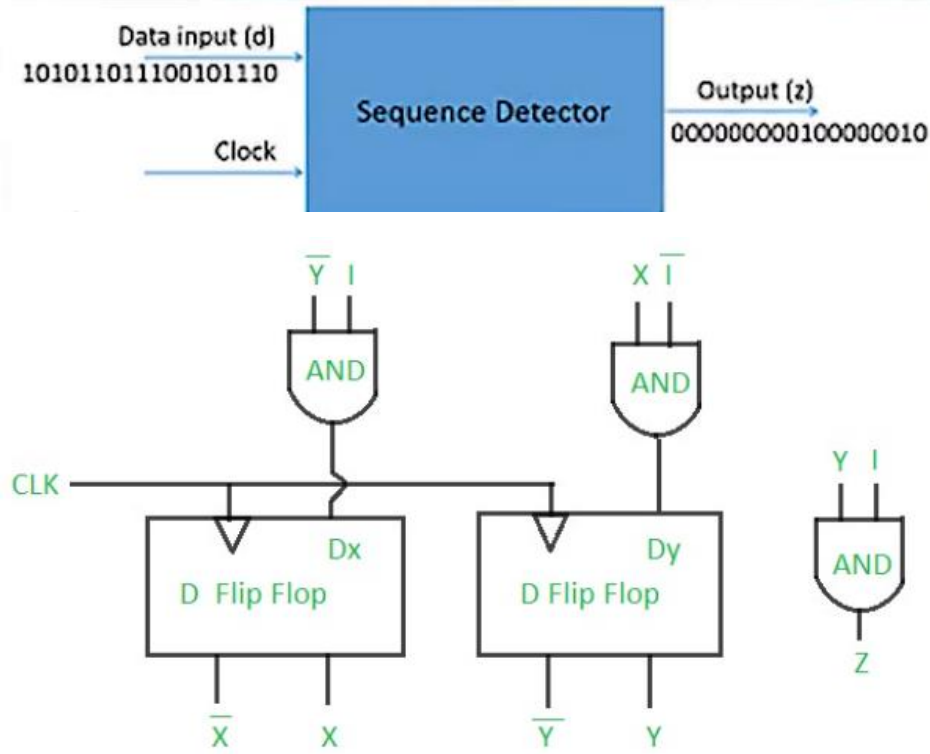 Data input (d)
101011011100101110
Clock
Sequence Detector
Output (z)
000000000100000010
Y̅ I
X I̅
AND
AND
CLK
Y I
Dx
Dy
AND
D Flip Flop
D Flip Flop
Z
X̅ X
Y̅ Y